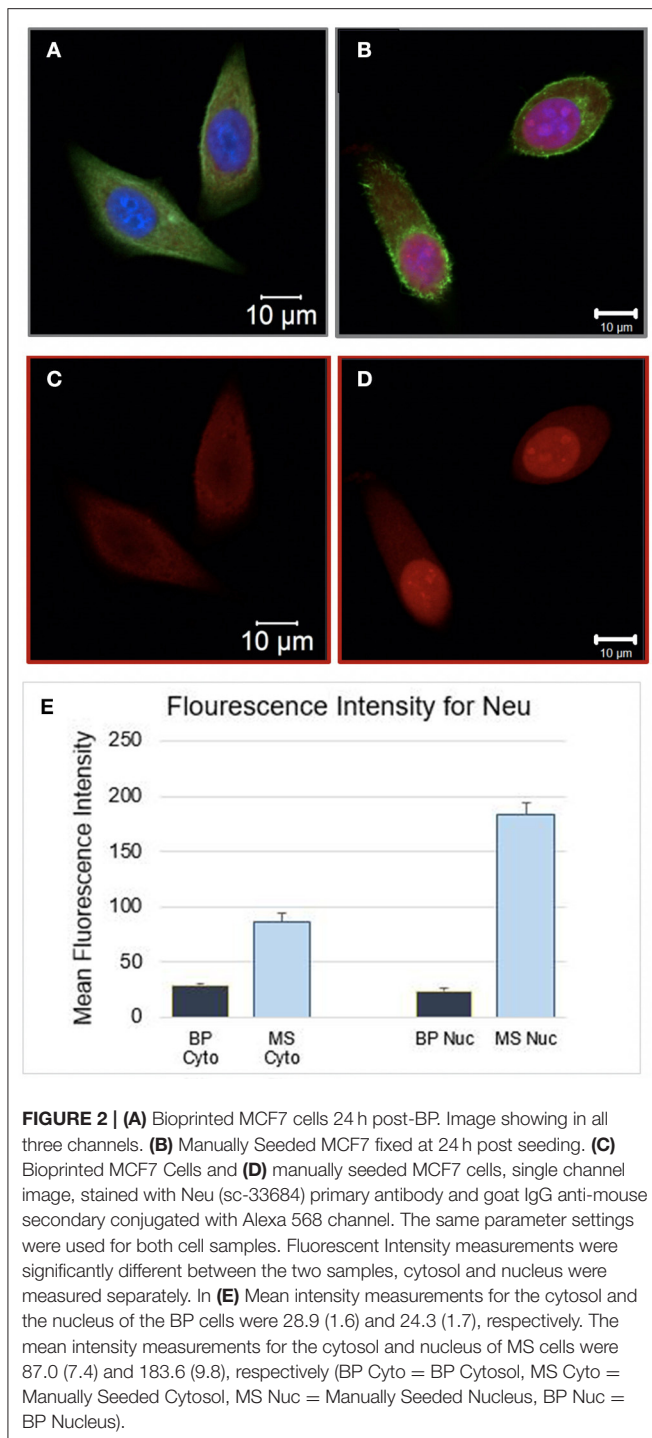 A
B
10 µm
10 µm
C
D
10 µm
10 µm
E
Flourescence Intensity for Neu
Mean Fluorescence Intensity
250
200
150
100
50
0
BP
Cyto
MS
Cyto
BP Nuc
MS Nuc
FIGURE 2 | (A) Bioprinted MCF7 cells 24 h post-BP. Image showing in all
three channels. (B) Manually Seeded MCF7 fixed at 24 h post seeding. (C)
Bioprinted MCF7 Cells and (D) manually seeded MCF7 cells, single channel
image, stained with Neu (sc-33684) primary antibody and goat IgG anti-mouse
secondary conjugated with Alexa 568 channel. The same parameter settings
were used for both cell samples. Fluorescent Intensity measurements were
significantly different between the two samples, cytosol and nucleus were
measured separately. In (E) Mean intensity measurements for the cytosol and
the nucleus of the BP cells were 28.9 (1.6) and 24.3 (1.7), respectively. The
mean intensity measurements for the cytosol and nucleus of MS cells were
87.0 (7.4) and 183.6 (9.8), respectively (BP Cyto = BP Cytosol, MS Cyto =
Manually Seeded Cytosol, MS Nuc = Manually Seeded Nucleus, BP Nuc =
BP Nucleus).